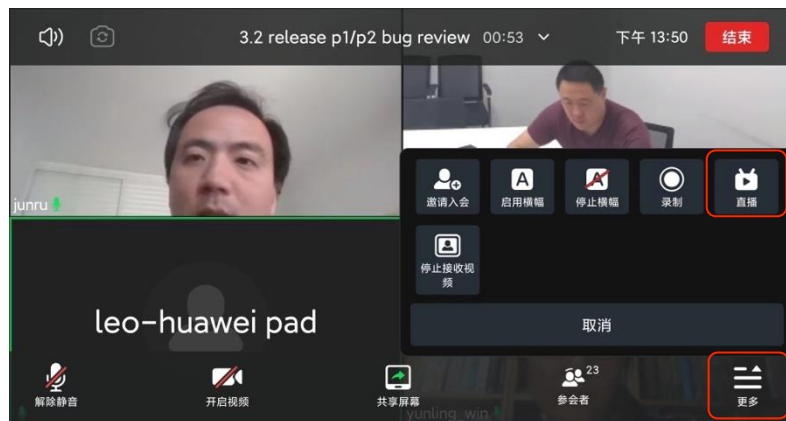 3.2 release p1/p2 bug review 00:53 下午 13:50 结束
junru
邀请入会 启用横幅 停止横幅 录制 直播
停止接收视
频
leo-huawei pad
取消
解除静音 开启视频 共享屏幕 参会者 23 更多
yunling_win